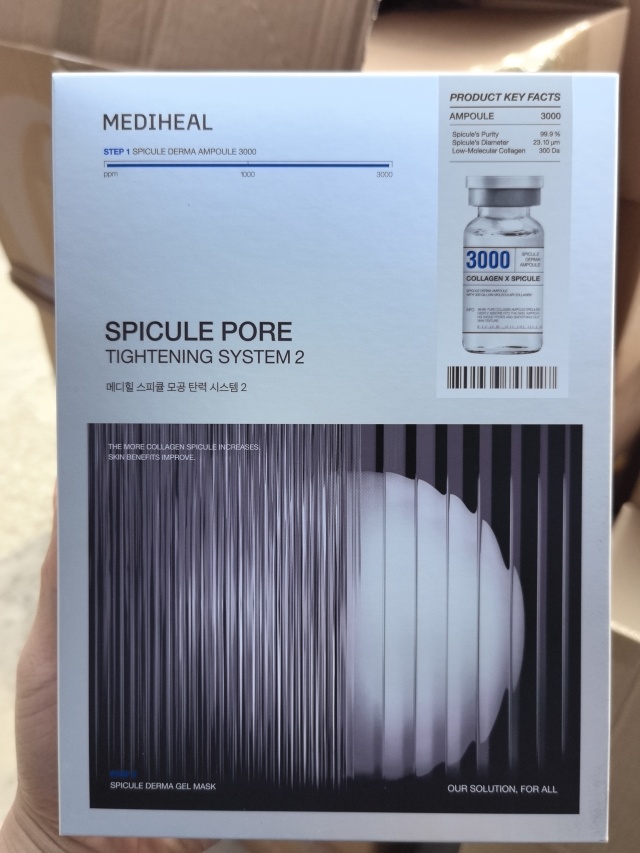 MEDIHEAL
STEP 1 SPICULE DERMA AMPOULE 3000
ppm 1000 3000
PRODUCT KEY FACTS
AMPOULE 3000
Spicule's Purity 99.9 %
Spicule's Diameter 23.10 μm
Low-Molecular Collagen 300 Da
3000
SPICULE
DERMA
AMPOULE
COLLAGEN X SPICULE
SPICULE PORE
TIGHTENING SYSTEM 2
메디힐 스피큘 모공 탄력 시스템 2
THE MORE COLLAGEN SPICULE INCREASES,
SKIN BENEFITS IMPROVE.
SPICULE DERMA GEL MASK
OUR SOLUTION, FOR ALL